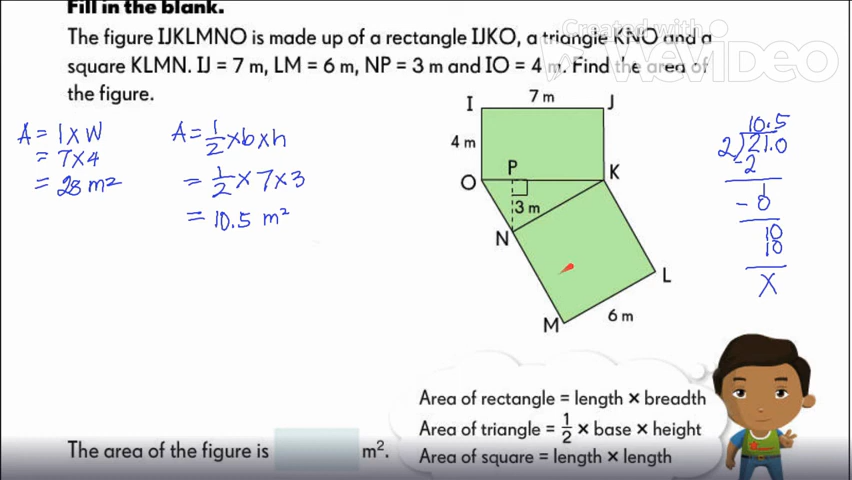 Fill in the blank.
The figure IJKLMNO is made up of a rectangle IJKO, a triangle KNO and a
square KLMN. IJ = 7 m, LM = 6 m, NP = 3 m and IO = 4 m. Find the area of
the figure.
Created with
WeVideo
A = l x W
= 7 x 4
= 28 m²
A = 1/2 x b x h
= 1/2 x 7 x 3
= 10.5 m²
I 7 m J
4 m
O P K
3 m
N
L
M 6 m
10.5
2)21.0
-2
1
- 0
10
10
X
Area of rectangle = length × breadth
Area of triangle = 1/2 × base × height
Area of square = length × length
The area of the figure is m².